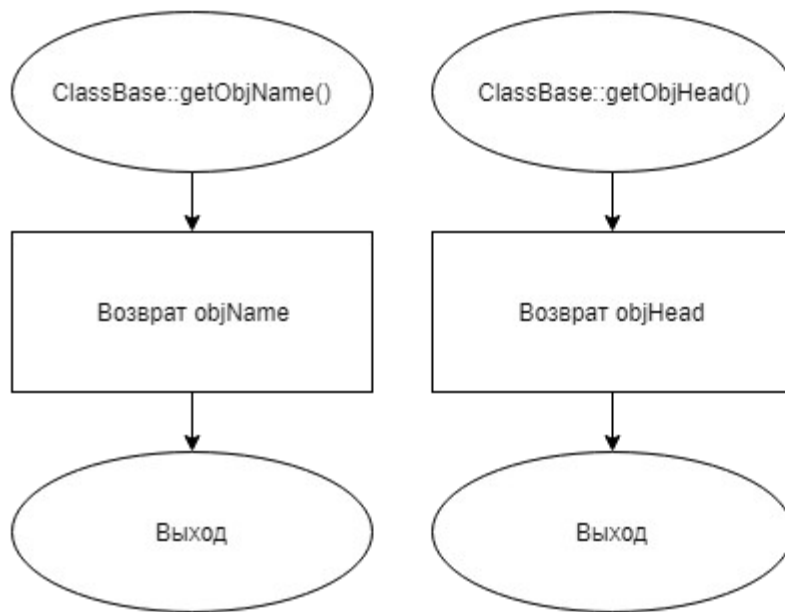 ClassBase::getObjName()
ClassBase::getObjHead()
Возврат objName
Возврат objHead
Выход
Выход